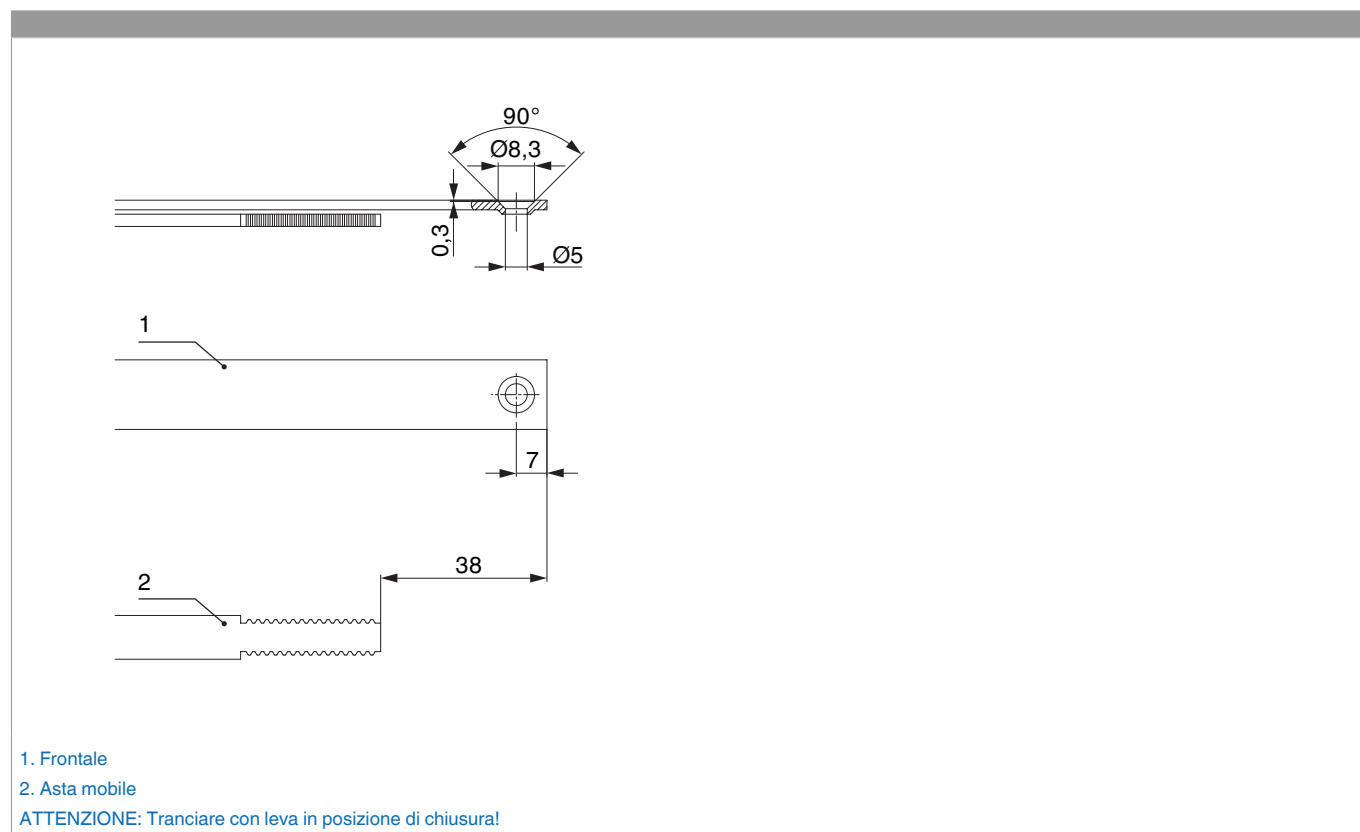 90°
Ø8,3
0,3
Ø5
1
7
38
2
1. Frontale
2. Asta mobile
ATTENZIONE: Tranciare con leva in posizione di chiusura!